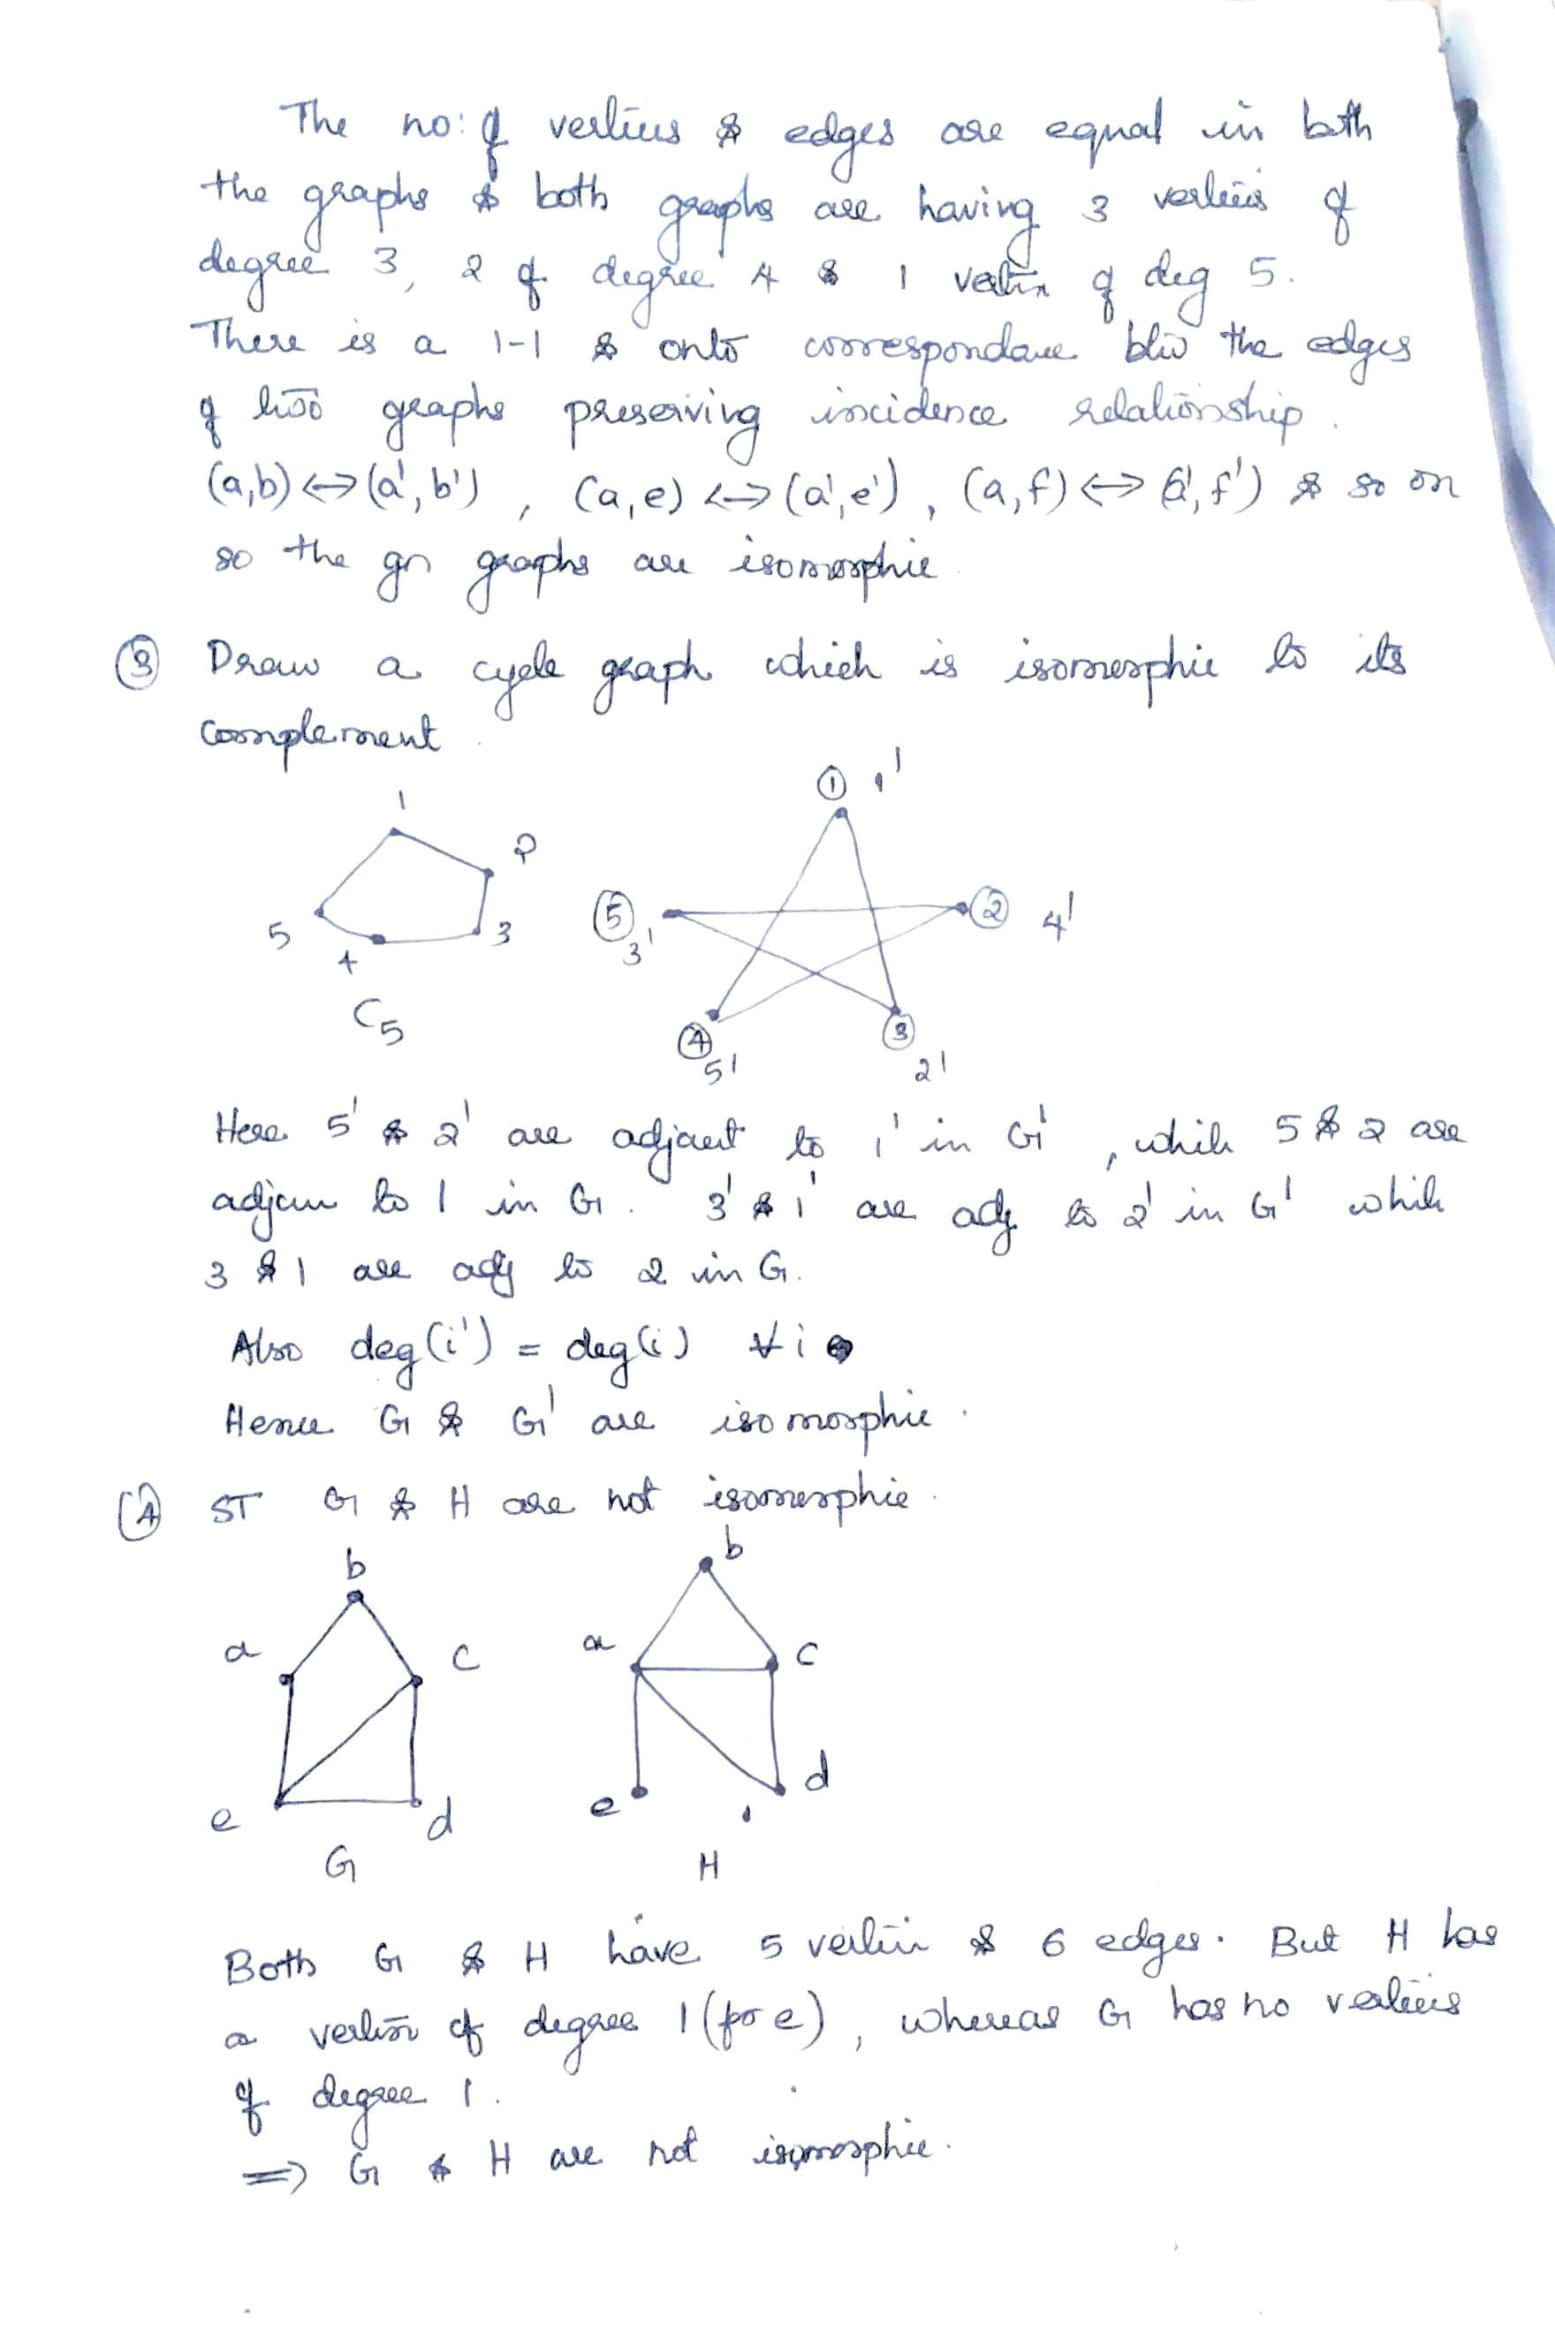 The no: of vertices & edges are equal in both
the graphs & both graphs are having 3 vertices of
degree 3, 2 of degree 4 & 1 vertex of deg 5.
There is a 1-1 & onto correspondance b/w the edges
of two graphs preserving incidence relationship.
(a,b) ↔ (a', b') , (a,e) ↔ (a',e') , (a,f) ↔ (a', f') & so on
so the gn graphs are isomorphic
③ Draw a cycle graph which is isomorphic to its
complement.
① 1'
1
2
5 3
4
⑤ 3'
② 4'
C5
④ 5'
③ 2'
Here 5' & 2' are adjacent to 1' in G' , while 5 & 2 are
adjacen to 1 in G. 3' & 1' are adj to 2' in G' while
3 & 1 are adj to 2 in G.
Also deg(i') = deg(i) ∀ i
Hence G & G' are isomorphic.
④ ST G & H are not isomorphic.
b b
a c a c
e d e d
G H
Both G & H have 5 vertices & 6 edges. But H has
a vertex of degree 1 (for e) , whereas G has no vertices
of degree 1.
⇒ G & H are not isomorphic.